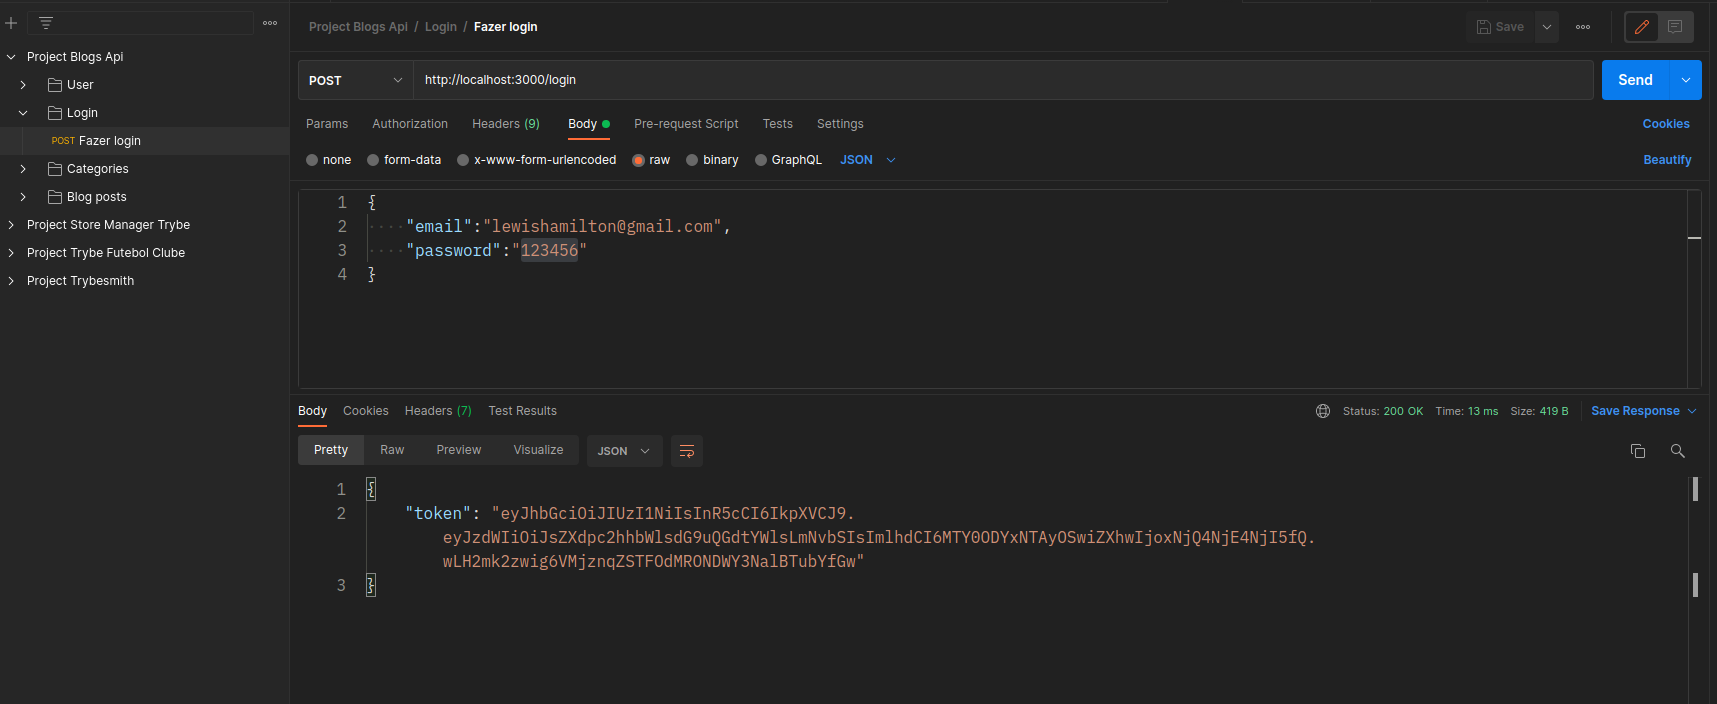 Project Blogs Api
User
Login
POST Fazer login
Categories
Blog posts
Project Store Manager Trybe
Project Trybe Futebol Clube
Project Trybesmith
Project Blogs Api / Login / Fazer login
Save
POST http://localhost:3000/login
Send
Params Authorization Headers (9) Body Pre-request Script Tests Settings Cookies
none form-data x-www-form-urlencoded raw binary GraphQL JSON Beautify
1 {
2 ····"email":"lewishamilton@gmail.com",
3 ····"password":"123456"
4 }
Body Cookies Headers (7) Test Results Status: 200 OK Time: 13 ms Size: 419 B Save Response
Pretty Raw Preview Visualize JSON
1 {
2 "token": "eyJhbGciOiJIUzI1NiIsInR5cCI6IkpXVCJ9.
eyJzdWIiOiJsZXdpc2hhbWlsdG9uQGdtYWlsLmNvbSIsImlhdCI6MTY0ODYxNTAyOSwiZXhwIjoxNjQ4NjE4NjI5fQ.
wLH2mk2zwig6VMjznqZSTFOdMRONDWY3NalBTubYfGw"
3 }